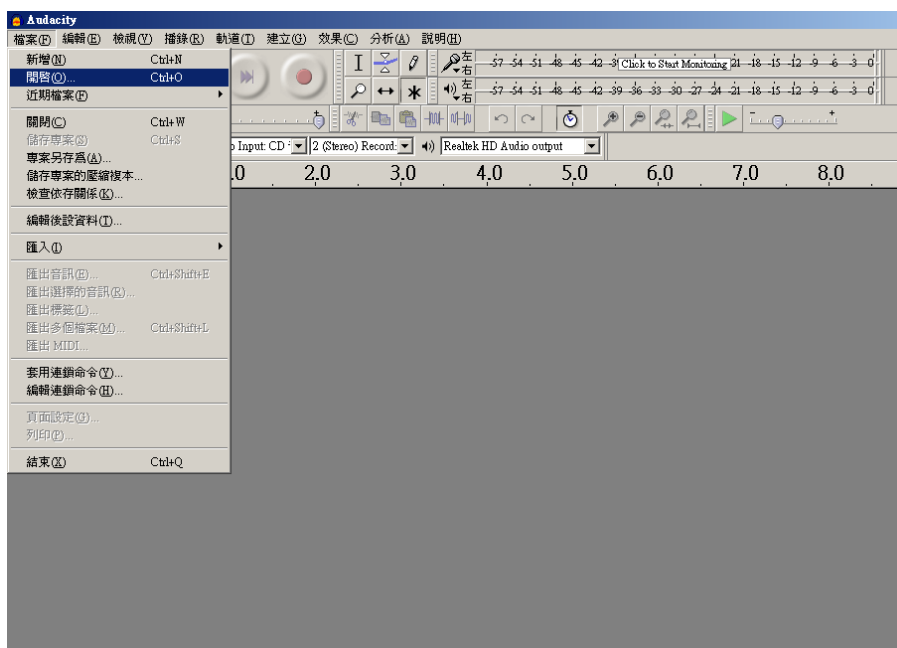 Audacity
檔案(F) 編輯(E) 檢視(V) 播錄(R) 軌道(T) 建立(G) 效果(C) 分析(A) 說明(H)
新增(N) Ctrl+N
開啓(O)... Ctrl+O
近期檔案(F)
關閉(C) Ctrl+W
儲存專案(S) Ctrl+S
專案另存爲(A)...
儲存專案的壓縮複本...
檢查依存關係(K)...
編輯後設資料(T)...
匯入(I)
匯出音訊(E)... Ctrl+Shift+E
匯出選擇的音訊(R)...
匯出標籤(L)...
匯出多個檔案(M)... Ctrl+Shift+L
匯出 MIDI...
套用連鎖命令(Y)...
編輯連鎖命令(H)...
頁面設定(G)...
列印(P)...
結束(X) Ctrl+Q
左 -57 -54 -51 -48 -45 -42 -3 Click to Start Monitoring 21 -18 -15 -12 -9 -6 -3 0
右
左 -57 -54 -51 -48 -45 -42 -39 -36 -33 -30 -27 -24 -21 -18 -15 -12 -9 -6 -3 0
右
Input: CD 2 (Stereo) Record: Realtek HD Audio output
.0 2.0 3.0 4.0 5.0 6.0 7.0 8.0